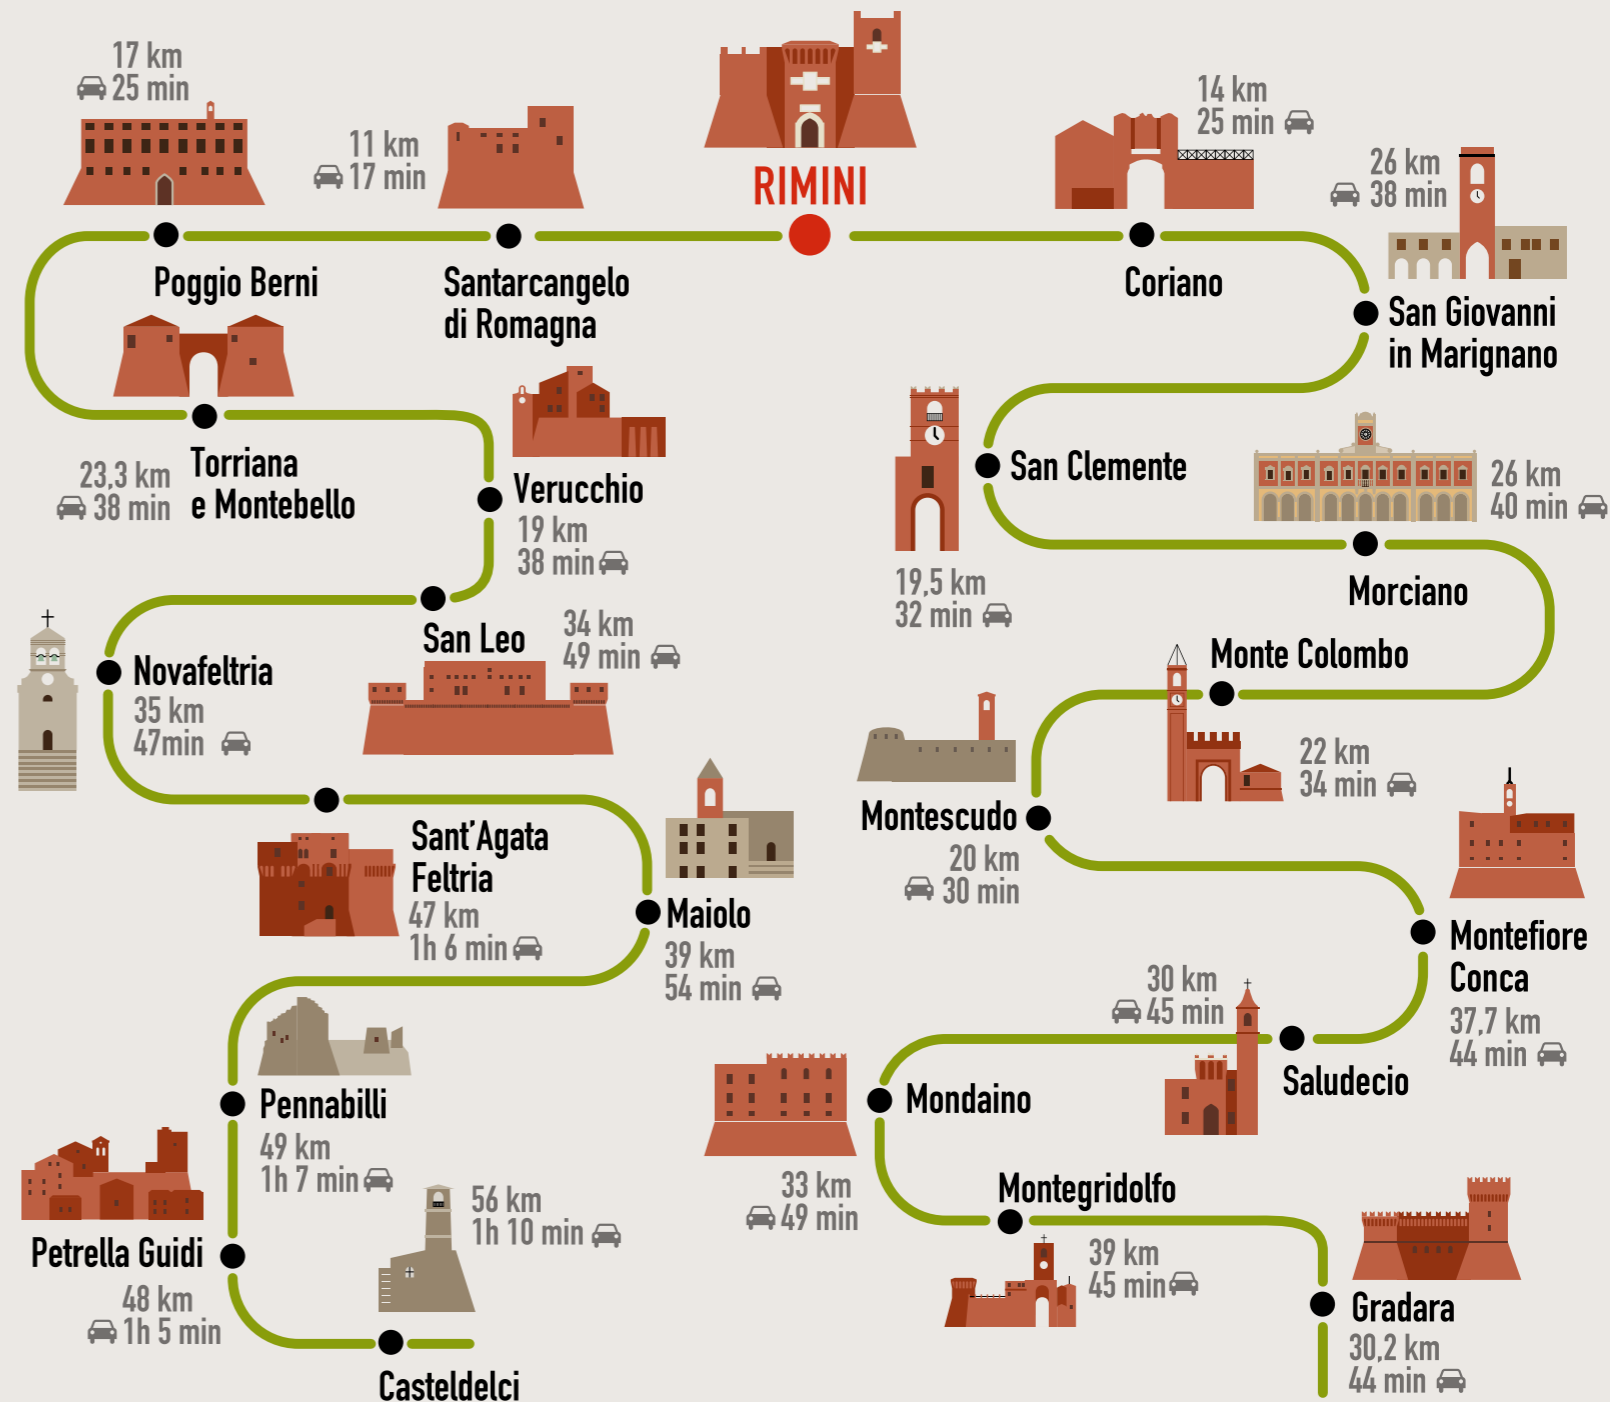 17 km
25 min
11 km
17 min
RIMINI
14 km
25 min
26 km
38 min
Poggio Berni
Santarcangelo
di Romagna
Coriano
San Giovanni
in Marignano
Torriana
e Montebello
23,3 km
38 min
Verucchio
19 km
38 min
San Clemente
19,5 km
32 min
26 km
40 min
Morciano
San Leo
34 km
49 min
Novafeltria
35 km
47min
Monte Colombo
22 km
34 min
Montescudo
20 km
30 min
Sant'Agata
Feltria
47 km
1h 6 min
Maiolo
39 km
54 min
Montefiore
Conca
37,7 km
44 min
30 km
45 min
Saludecio
Pennabilli
49 km
1h 7 min
Mondaino
33 km
49 min
Montegridolfo
39 km
45 min
Petrella Guidi
48 km
1h 5 min
56 km
1h 10 min
Casteldelci
Gradara
30,2 km
44 min